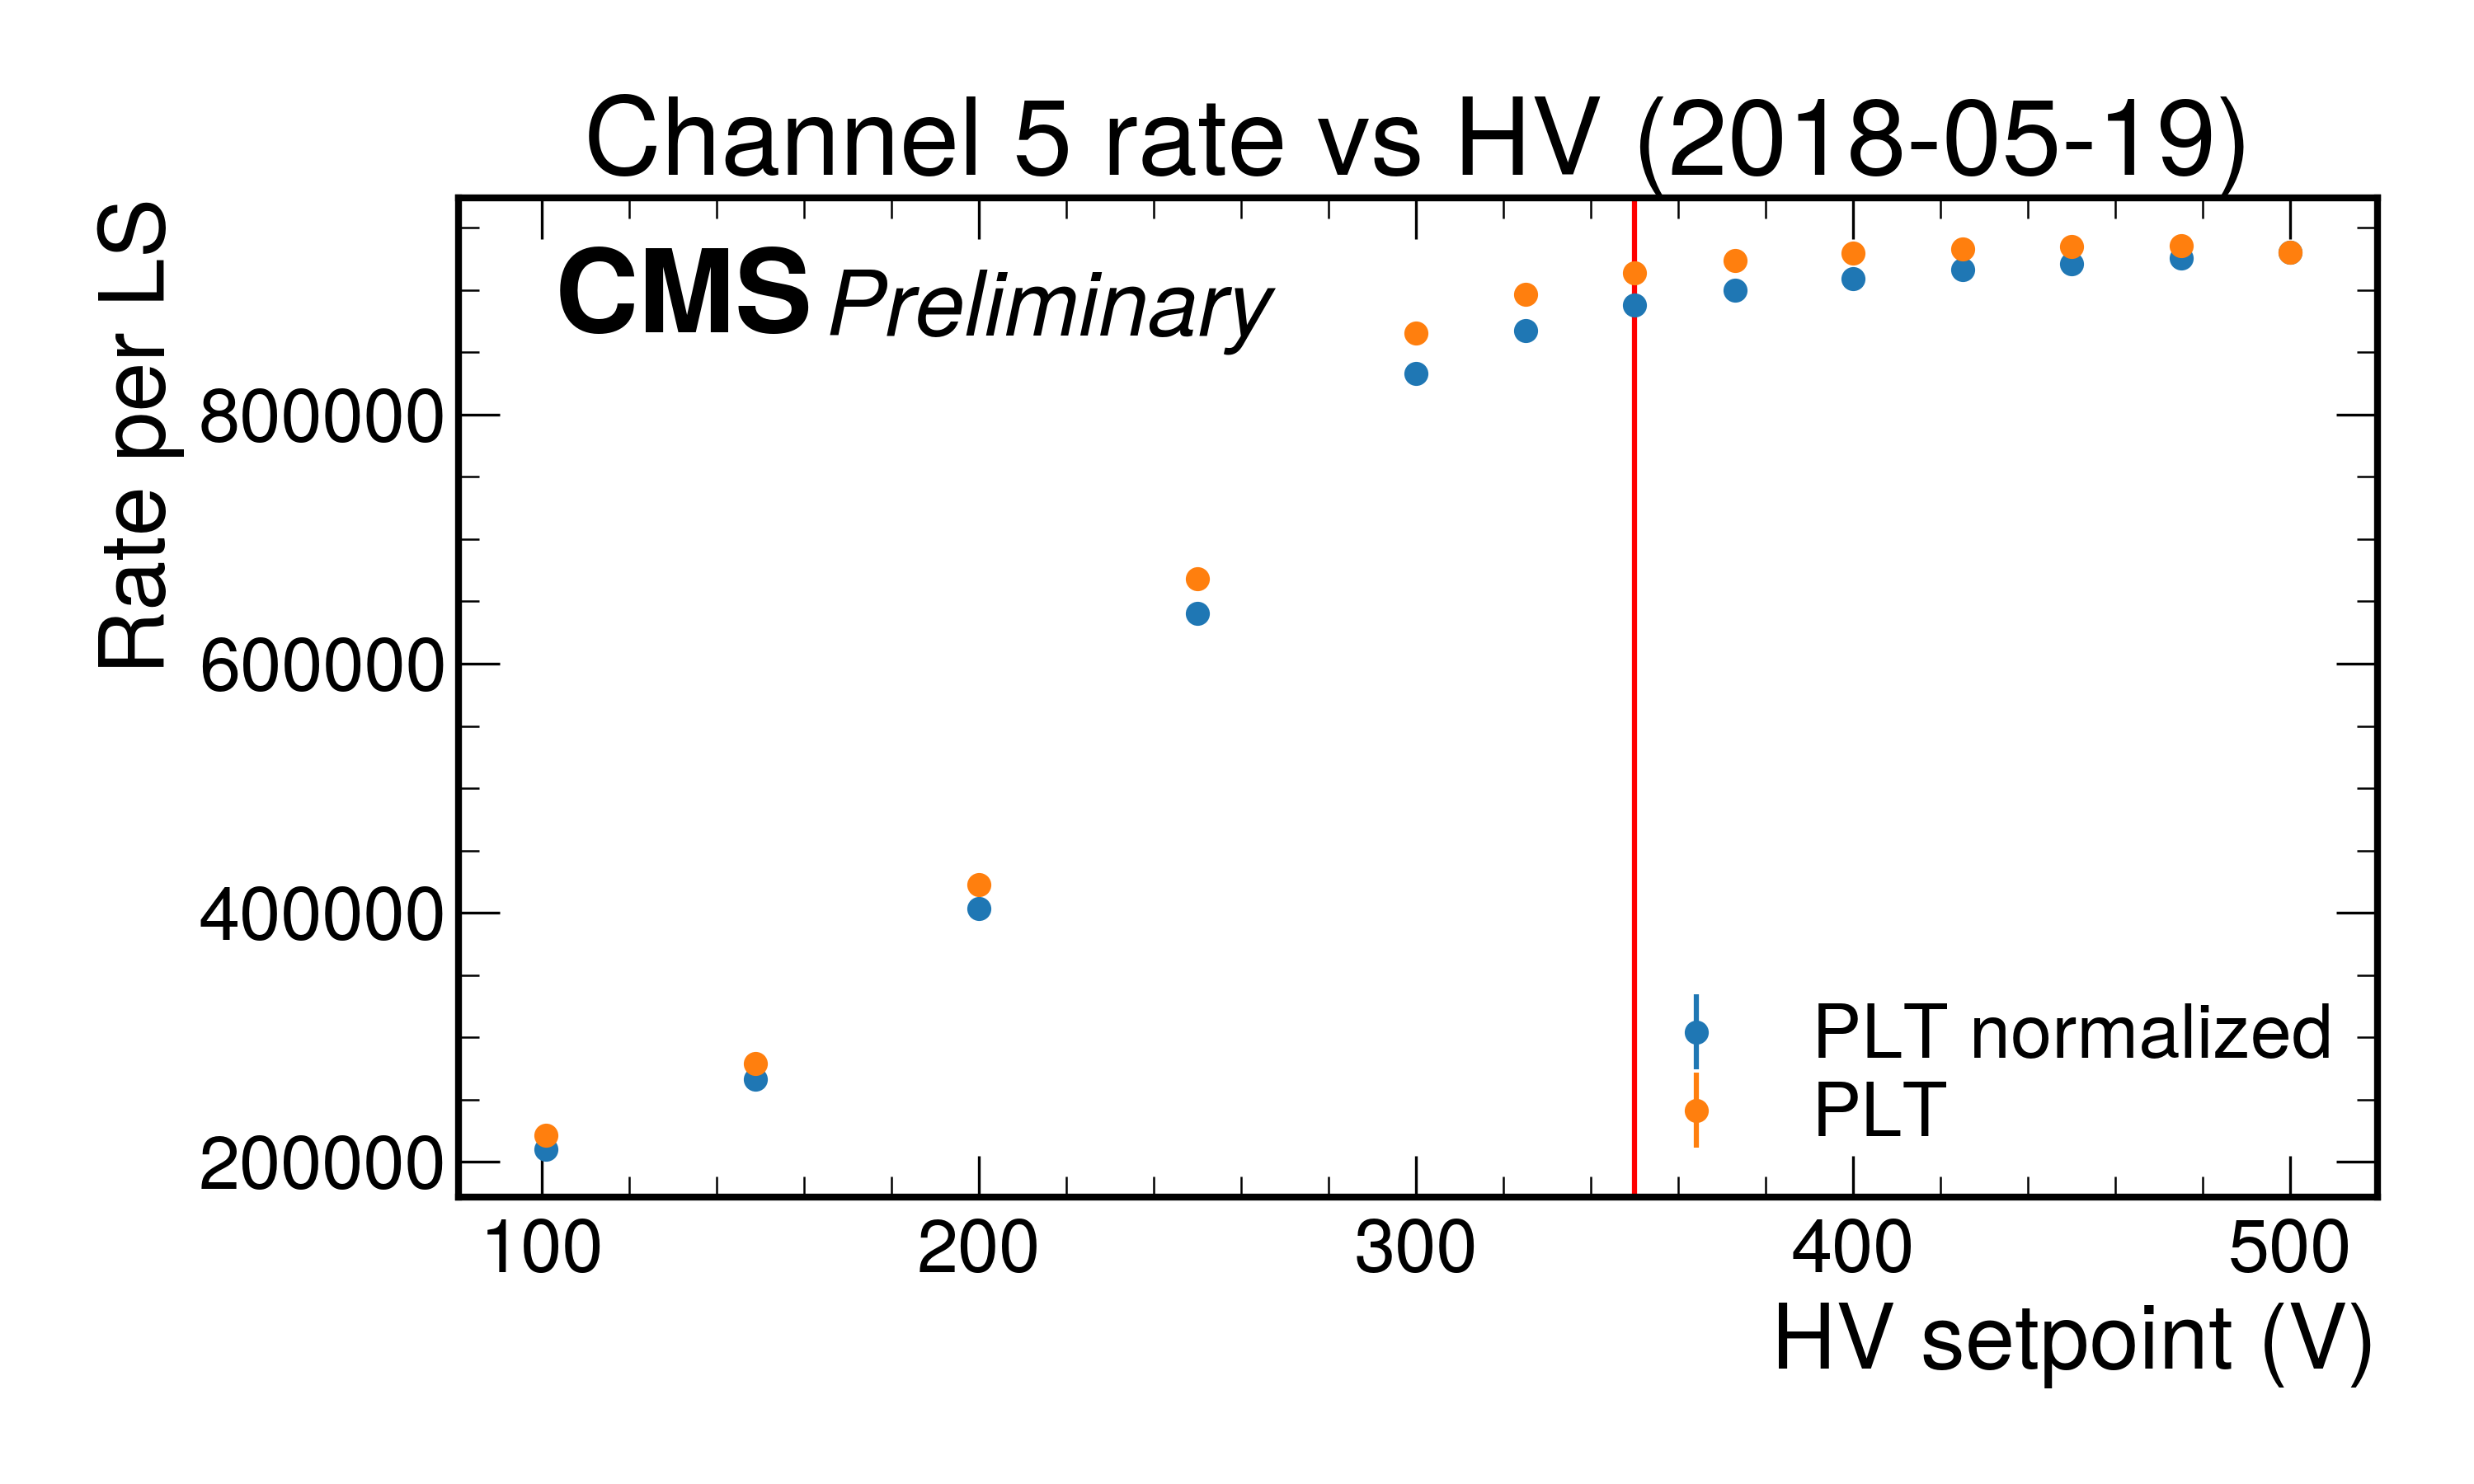 Channel 5 rate vs HV (2018-05-19)
CMS Preliminary
Rate per LS
800000
600000
400000
200000
PLT normalized
PLT
100 200 300 400 500
HV setpoint (V)